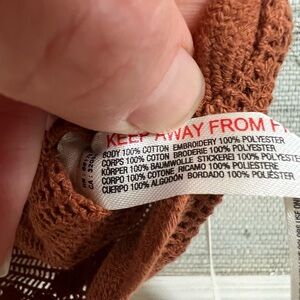 KEEP AWAY FROM
BODY 100% COTTON EMBROIDERY 100% POLYESTER
CORPS 100% COTON BRODERIE 100% POLYESTER
KÖRPER 100% BAUMWOLLE STICKEREI 100% POLYESTER
CORPO 100% COTONE RICAMO 100% POLIESTERE
CUERPO 100% ALGODÓN BORDADO 100% POLIÉSTER